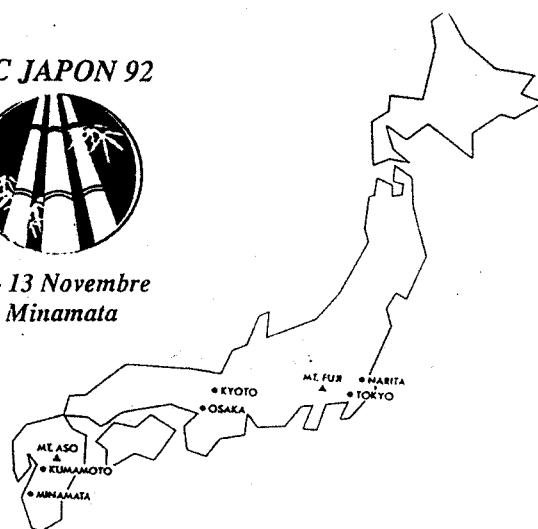 C JAPON 92
13 Novembre
Minamata
MT. FUJI
NARITA
TOKYO
KYOTO
OSAKA
MT. ASO
KUMAMOTO
MINAMATA